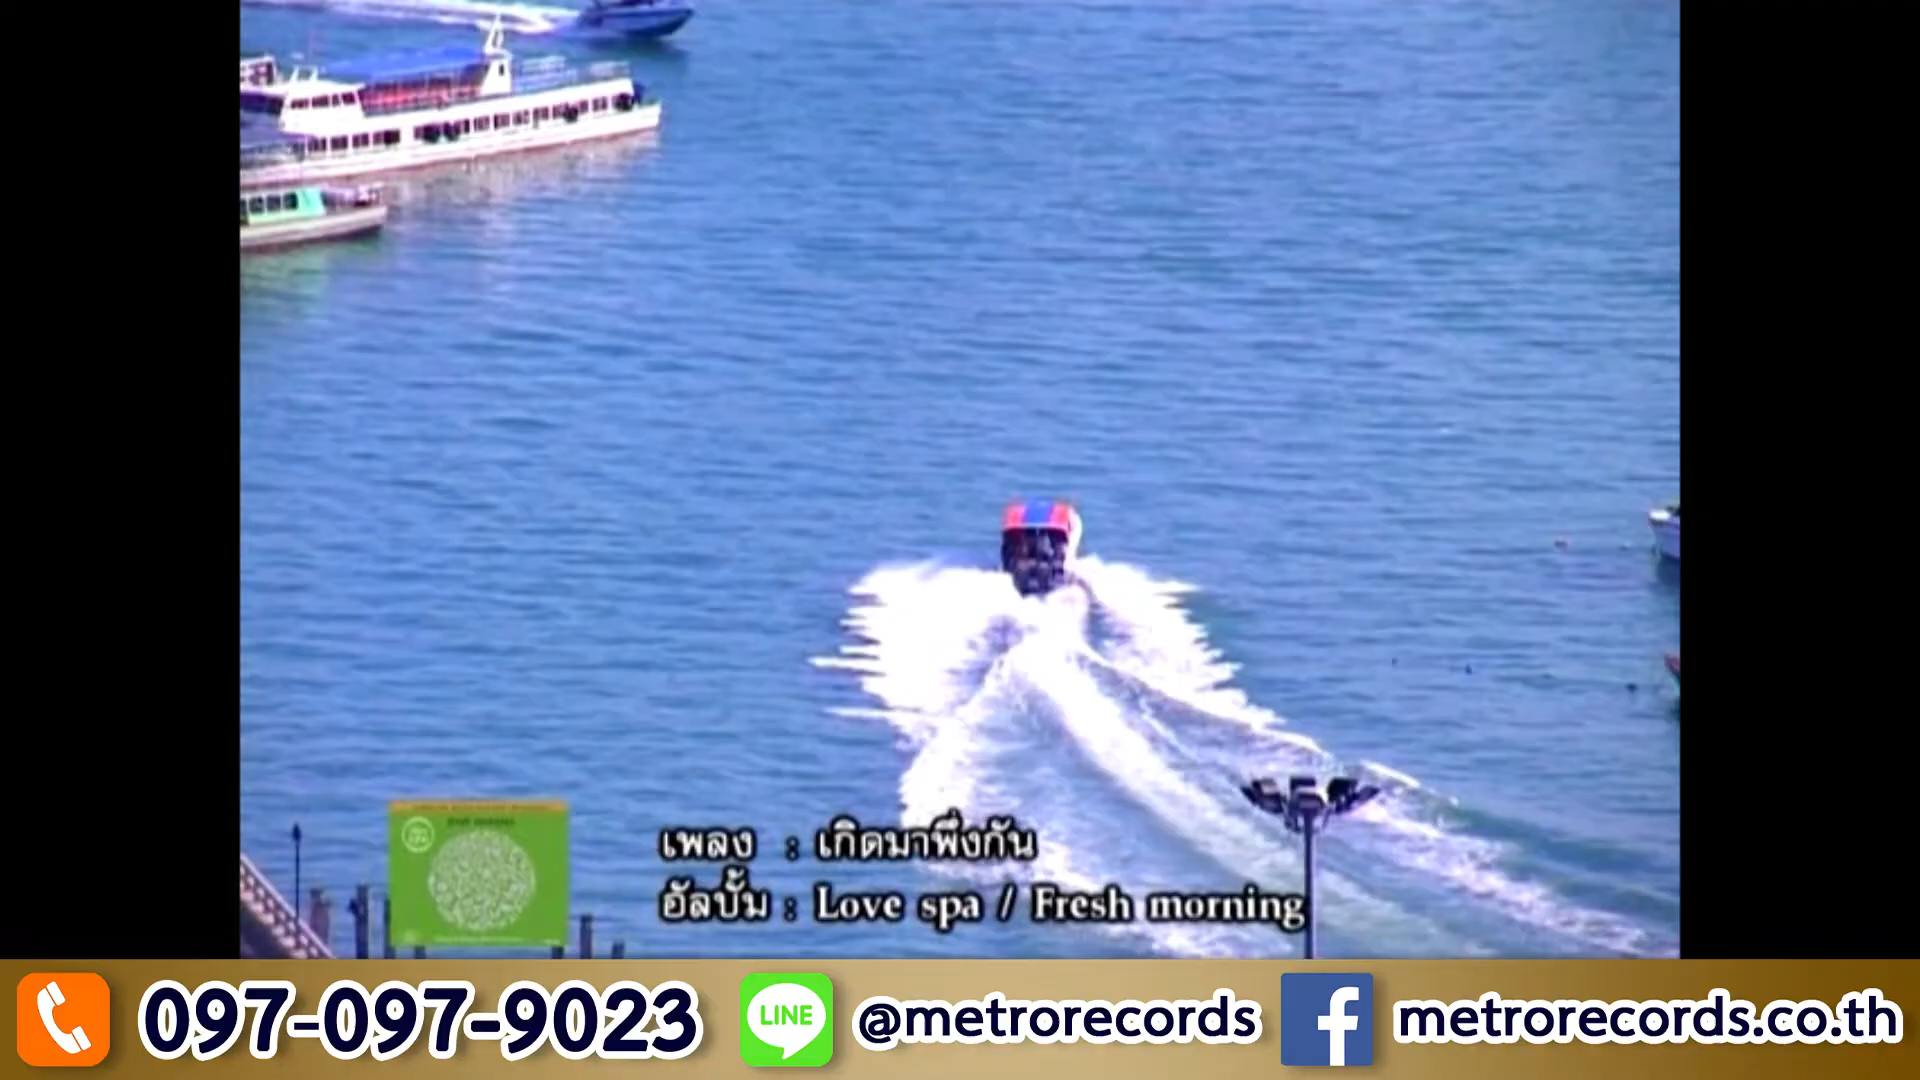 เพลง : เกิดมาพึ่งกัน
อัลบั้ม : Love spa / Fresh morning
097-097-9023
LINE
@metrorecords
f
metrorecords.co.th